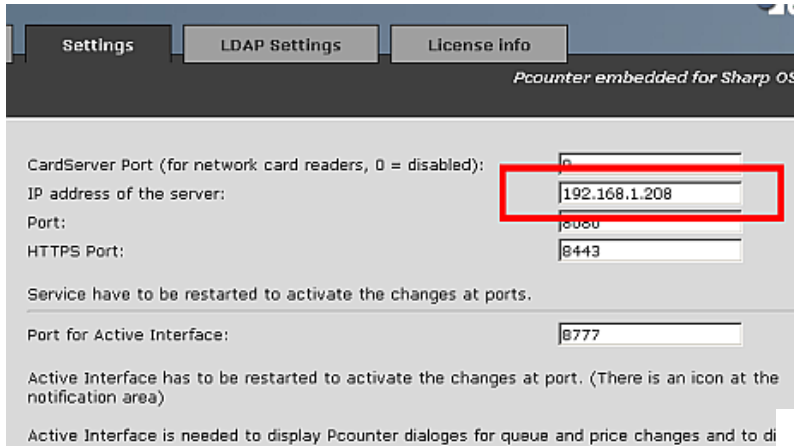 Settings
LDAP Settings
License info
Pcounter embedded for Sharp OS
CardServer Port (for network card readers, 0 = disabled):
0
IP address of the server:
192.168.1.208
Port:
8080
HTTPS Port:
8443
Service have to be restarted to activate the changes at ports.
Port for Active Interface:
8777
Active Interface has to be restarted to activate the changes at port. (There is an icon at the
notification area)
Active Interface is needed to display Pcounter dialoges for queue and price changes and to di